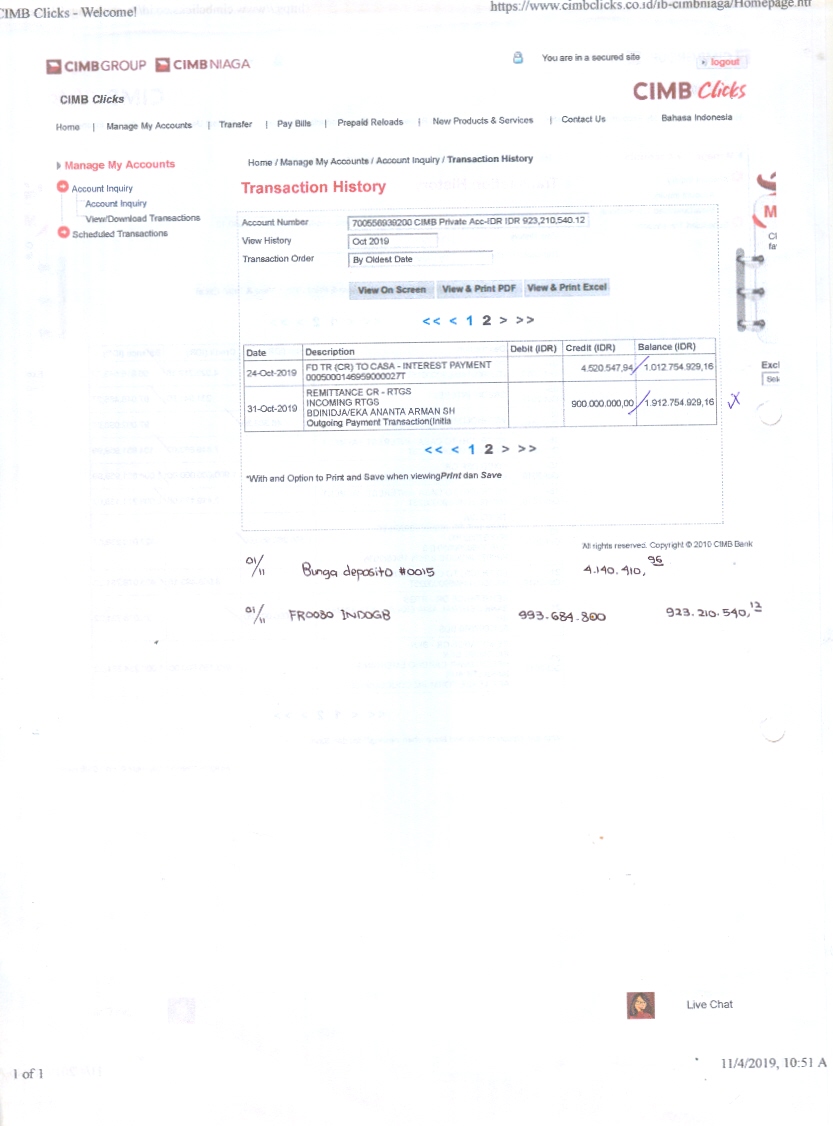 CIMB Clicks - Welcome!
https://www.cimbclicks.co.id/ib-cimbniaga/Homepage.htm
CIMBGROUP CIMBNIAGA
You are in a secured site
logout
CIMB Clicks
CIMB Clicks
Home | Manage My Accounts | Transfer | Pay Bills | Prepaid Reloads | New Products & Services | Contact Us
Bahasa Indonesia
Manage My Accounts
Account Inquiry
Account Inquiry
View/Download Transactions
Scheduled Transactions
Home / Manage My Accounts / Account Inquiry / Transaction History
Transaction History
M
Account Number 700556939200 CIMB Private Acc-IDR IDR 923,210,540.12
View History Oct 2019
Transaction Order By Oldest Date
View On Screen View & Print PDF View & Print Excel
<< < 1 2 > >>
Date Description Debit (IDR) Credit (IDR) Balance (IDR)
24-Oct-2019 FD TR (CR) TO CASA - INTEREST PAYMENT 4.520.547,94 1.012.754.929,16
000500014695900000277
31-Oct-2019 REMITTANCE CR - RTGS
INCOMING RTGS 900.000.000,00 1.912.754.929,16
BDINIDJA/EKA ANANTA ARMAN SH
Outgoing Payment Transaction(Initia
Excl
<< < 1 2 > >>
*With and Option to Print and Save when viewingPrint dan Save
All rights reserved. Copyright © 2010 CIMB Bank
01/11 Bunga deposito #0015 4.140.410,96
01/11 FR0080 INDOGB 993.684.800 923.210.540,12
Live Chat
1 of 1
11/4/2019, 10:51 A